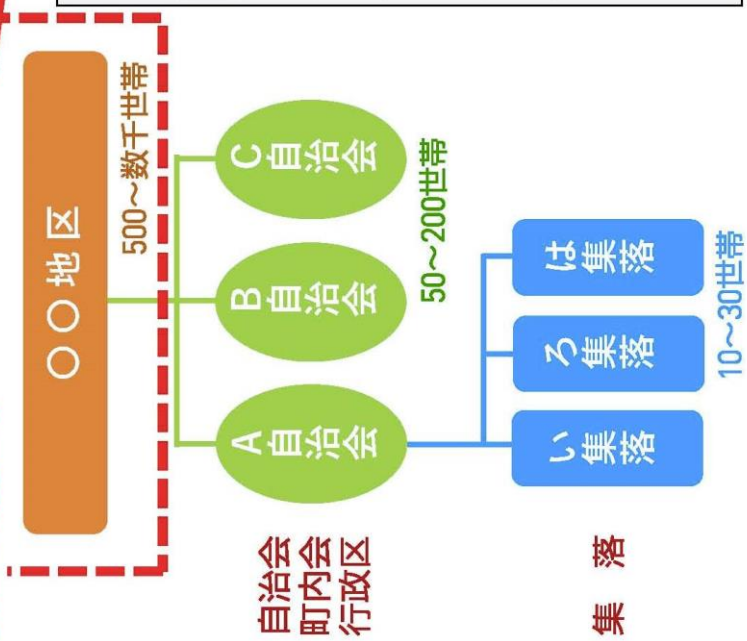 〇〇地区
500～数千世帯
自治会
町内会
行政区
A自治会
B自治会
C自治会
50～200世帯
集落
い集落
ろ集落
は集落
10～30世帯